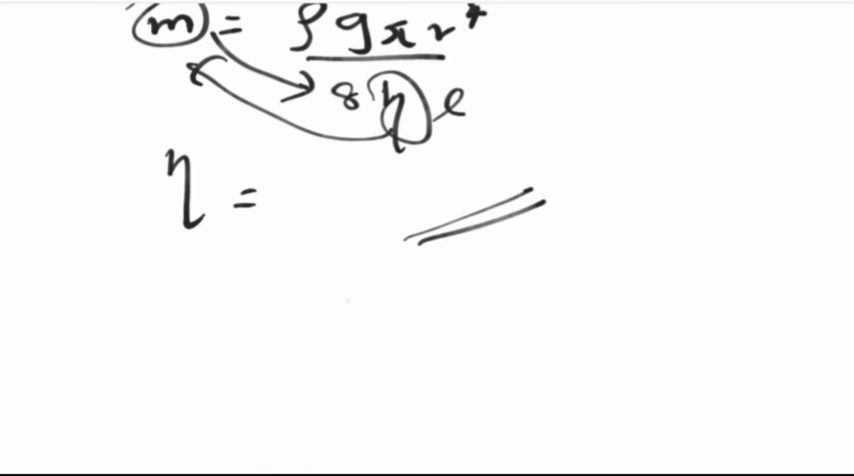 m = ρgπr⁴
8ηl
η =